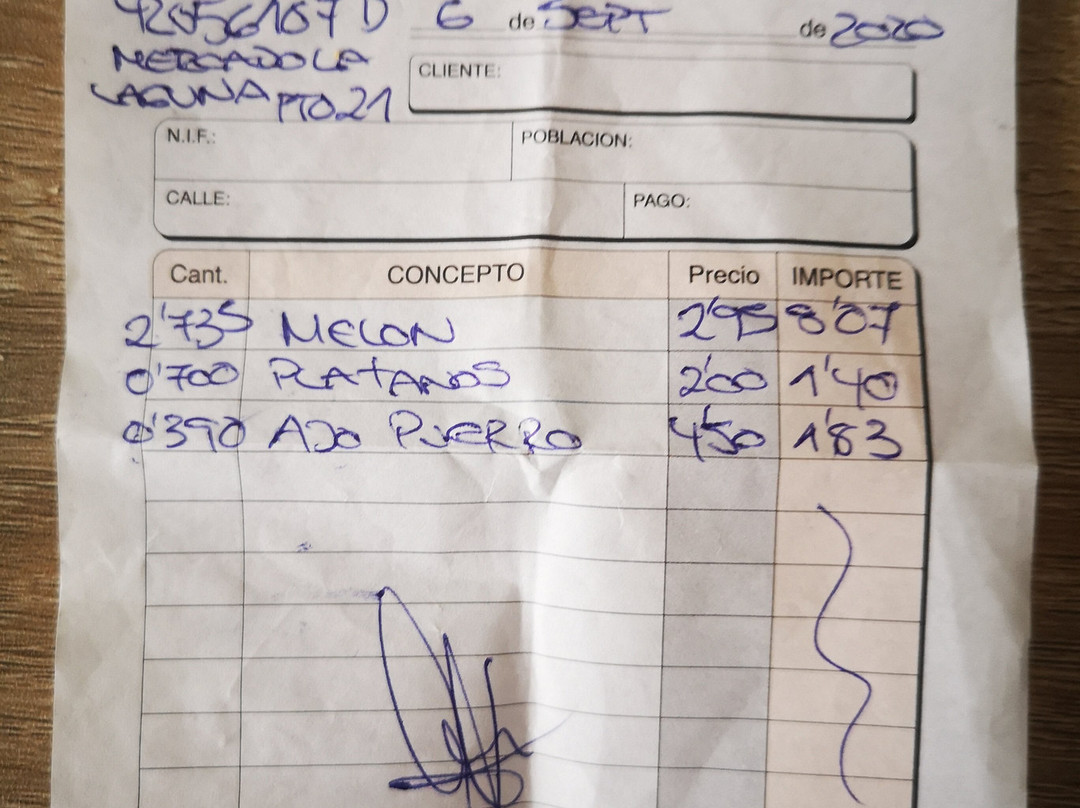 6 de SEPT de 2020
MERCADO LA
LAGUNA PTO 21
CLIENTE:
N.I.F.: POBLACION:
CALLE: PAGO:
Cant. CONCEPTO Precio IMPORTE
2'735 MELON 2'95 8'07
0'700 PLATANOS 2'00 1'40
0'390 AJO PUERRO 4'50 1'83